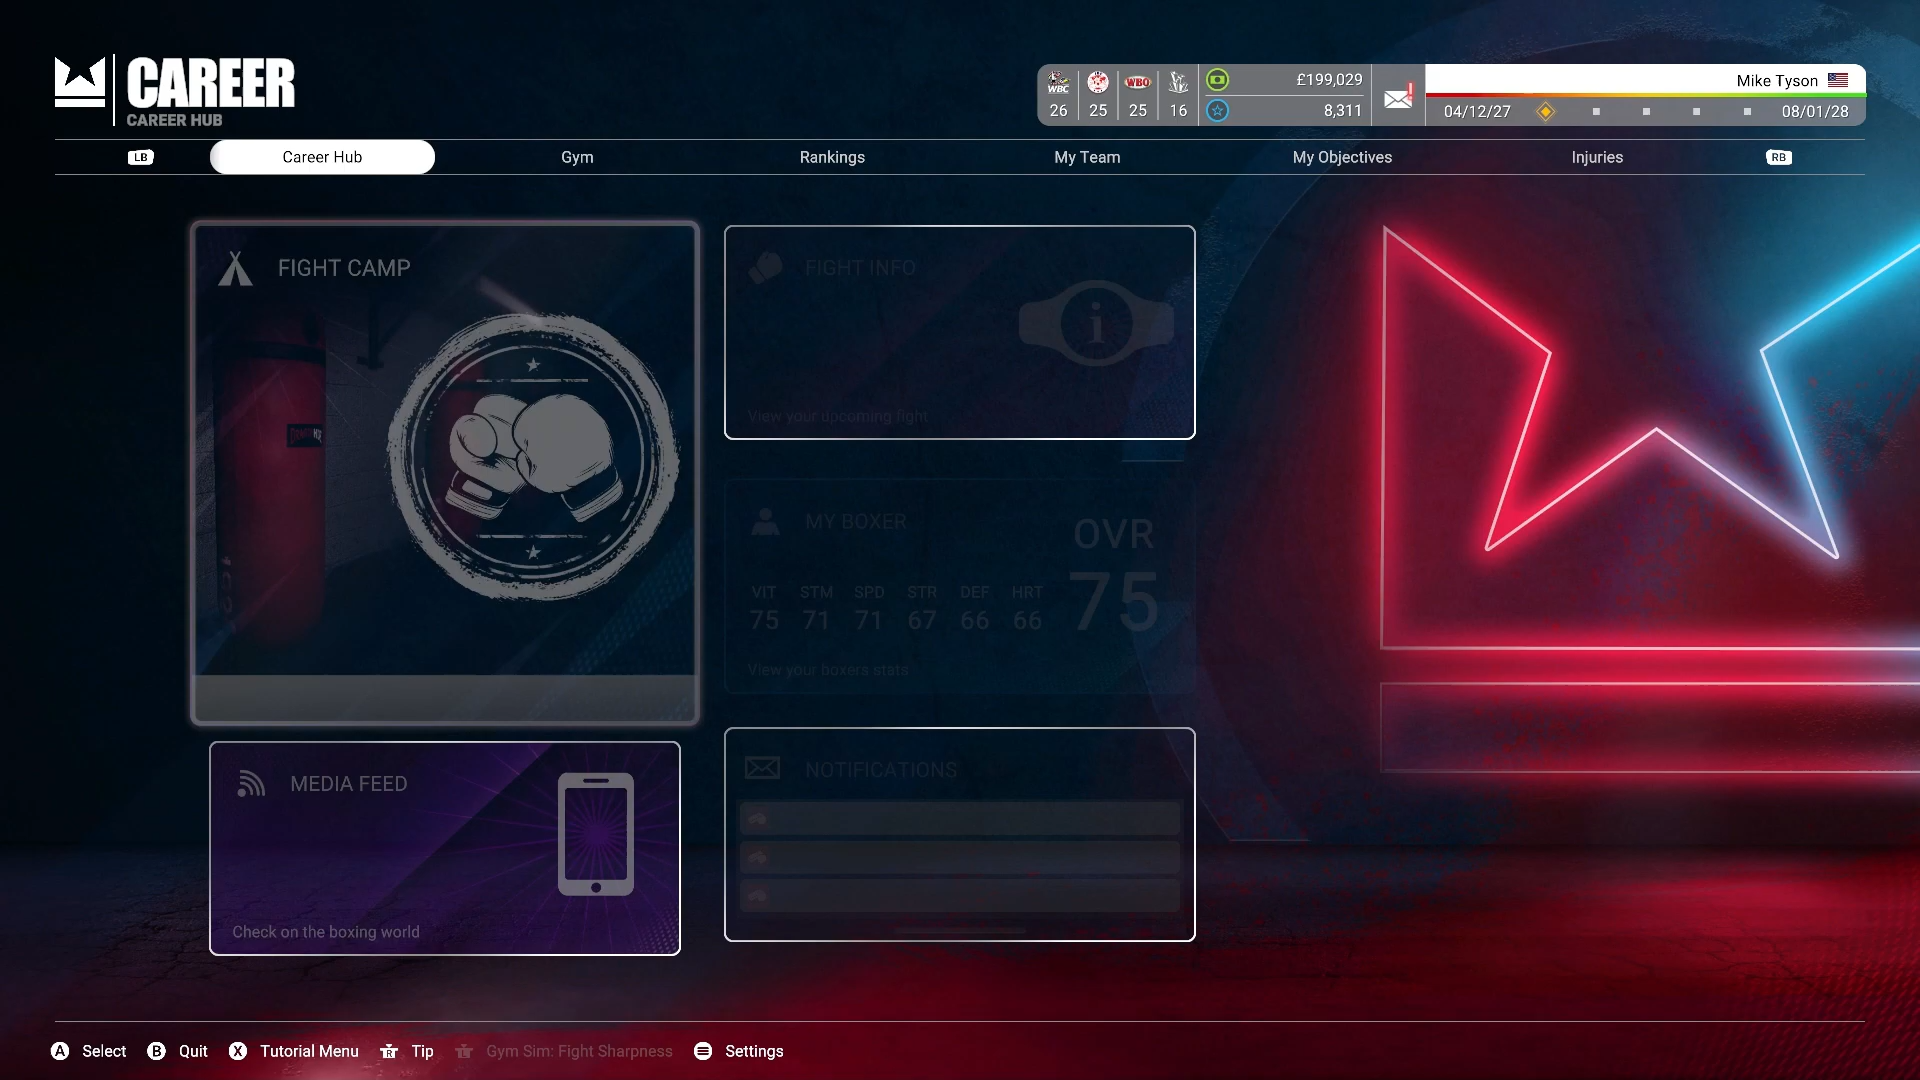 CAREER
CAREER HUB
WBC
WBO
26
25
25
16
£199,029
8,311
Mike Tyson
04/12/27
08/01/28
LB
Career Hub
Gym
Rankings
My Team
My Objectives
Injuries
RB
FIGHT CAMP
FIGHT INFO
i
View your upcoming fight
MY BOXER
OVR
75
VIT STM SPD STR DEF HRT
75 71 71 67 66 66
View your boxers stats
MEDIA FEED
Check on the boxing world
NOTIFICATIONS
A Select
B Quit
X Tutorial Menu
R Tip
L Gym Sim: Fight Sharpness
Settings